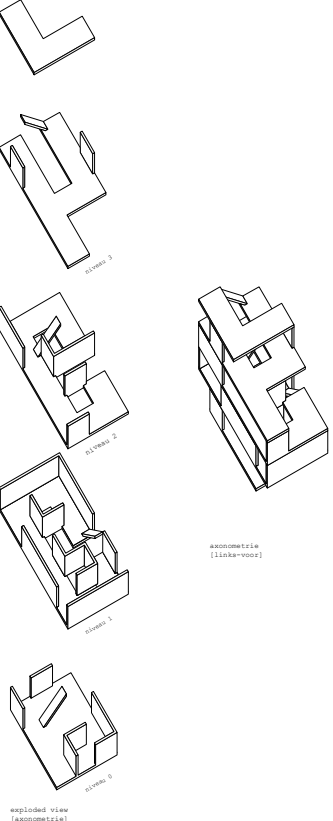 niveau 3
niveau 2
niveau 1
niveau 0
axonometrie
[links-voor]
exploded view
[axonometrie]